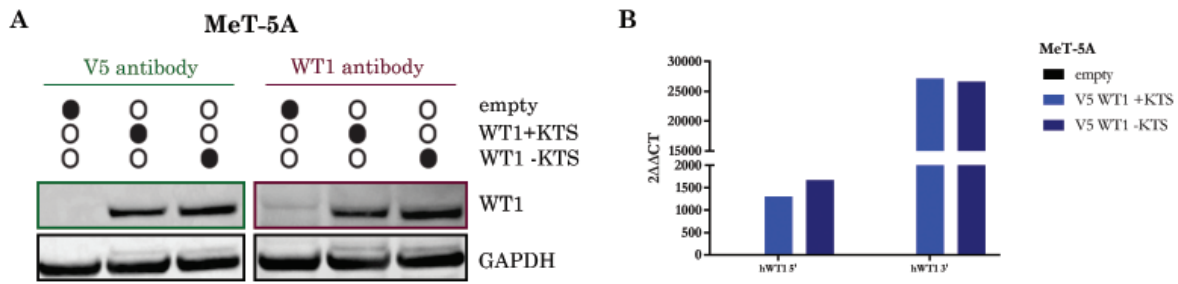 A
MeT-5A
V5 antibody
WT1 antibody
empty
WT1+KTS
WT1 -KTS
WT1
GAPDH
B
MeT-5A
empty
V5 WT1 +KTS
V5 WT1 -KTS
2ΔΔCT
30000
25000
20000
15000
2000
1500
1000
500
0
hWT1 5'
hWT1 3'